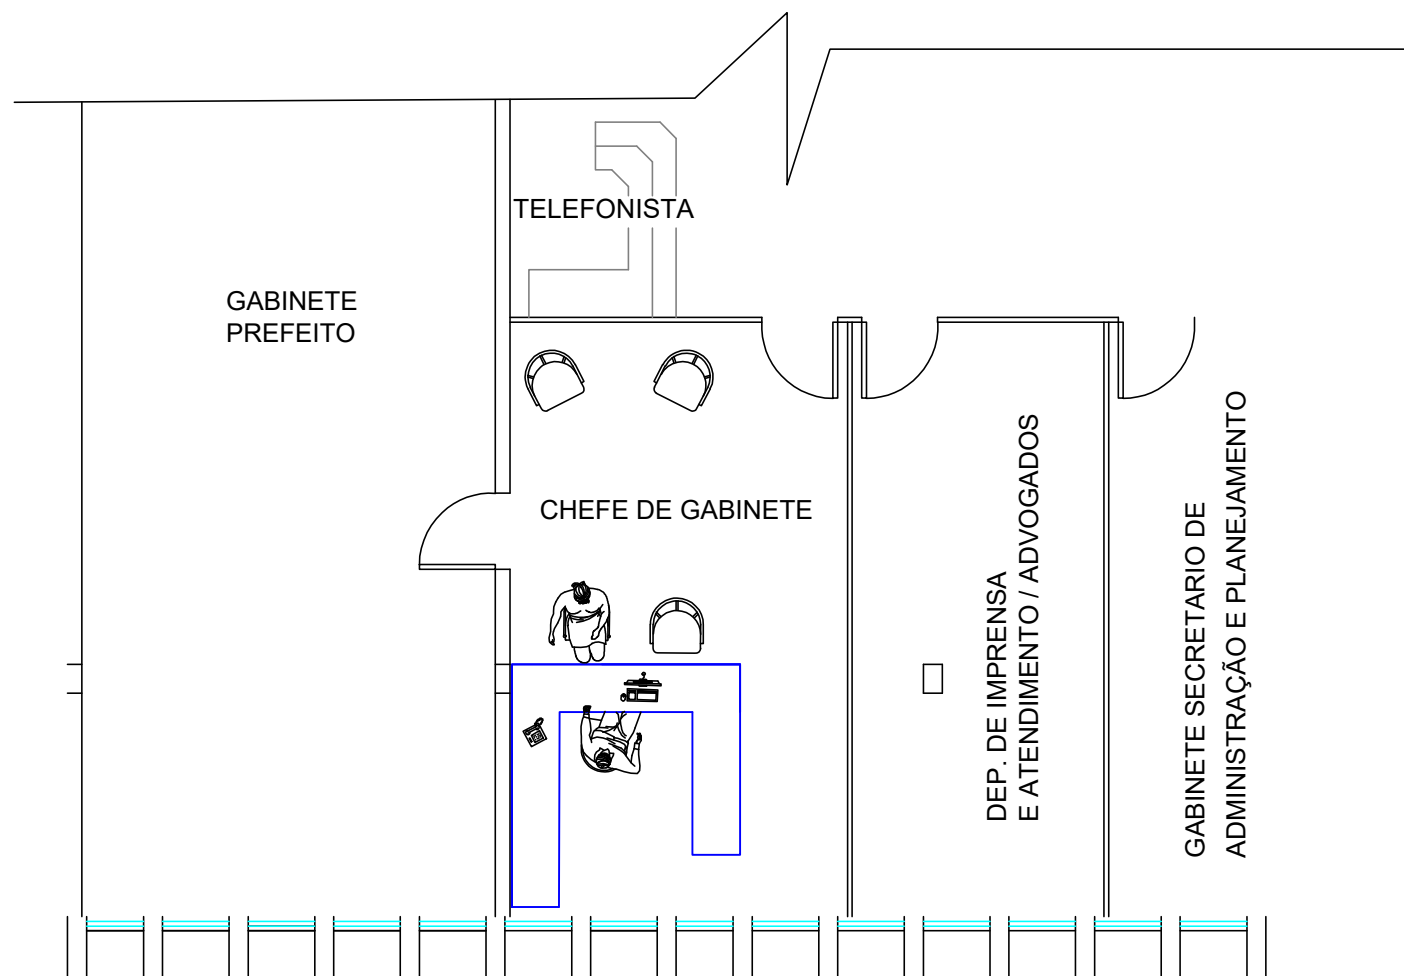 TELEFONISTA
GABINETE
PREFEITO
CHEFE DE GABINETE
DEP. DE IMPRENSA
E ATENDIMENTO / ADVOGADOS
GABINETE SECRETARIO DE
ADMINISTRAÇÃO E PLANEJAMENTO